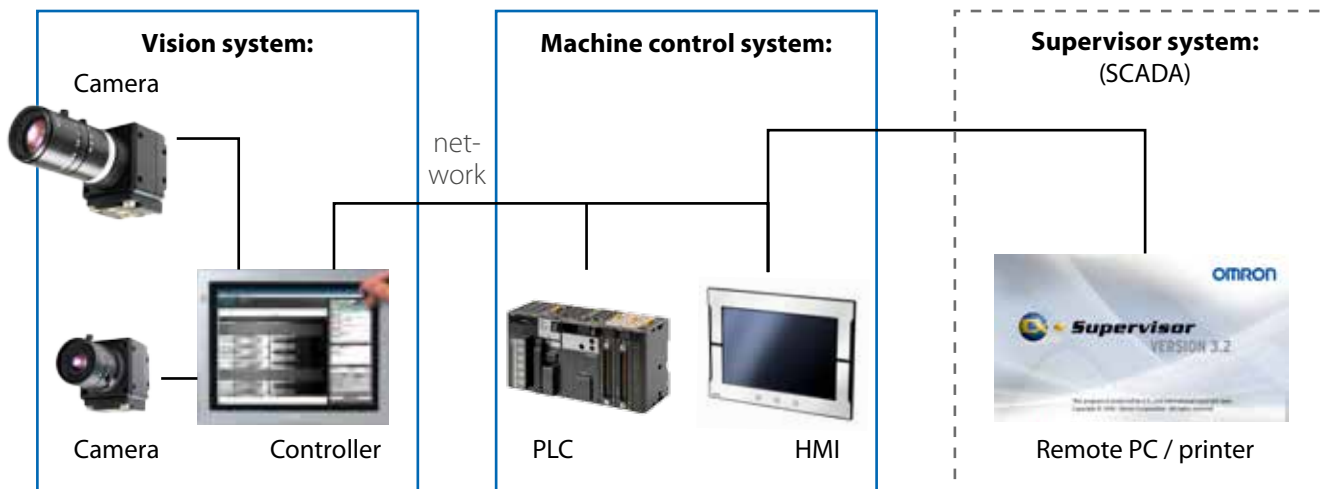 Vision system:
Camera
Camera
Controller
net-
work
Machine control system:
PLC
HMI
Supervisor system:
(SCADA)
OMRON
Supervisor
VERSION 3.2
Remote PC / printer